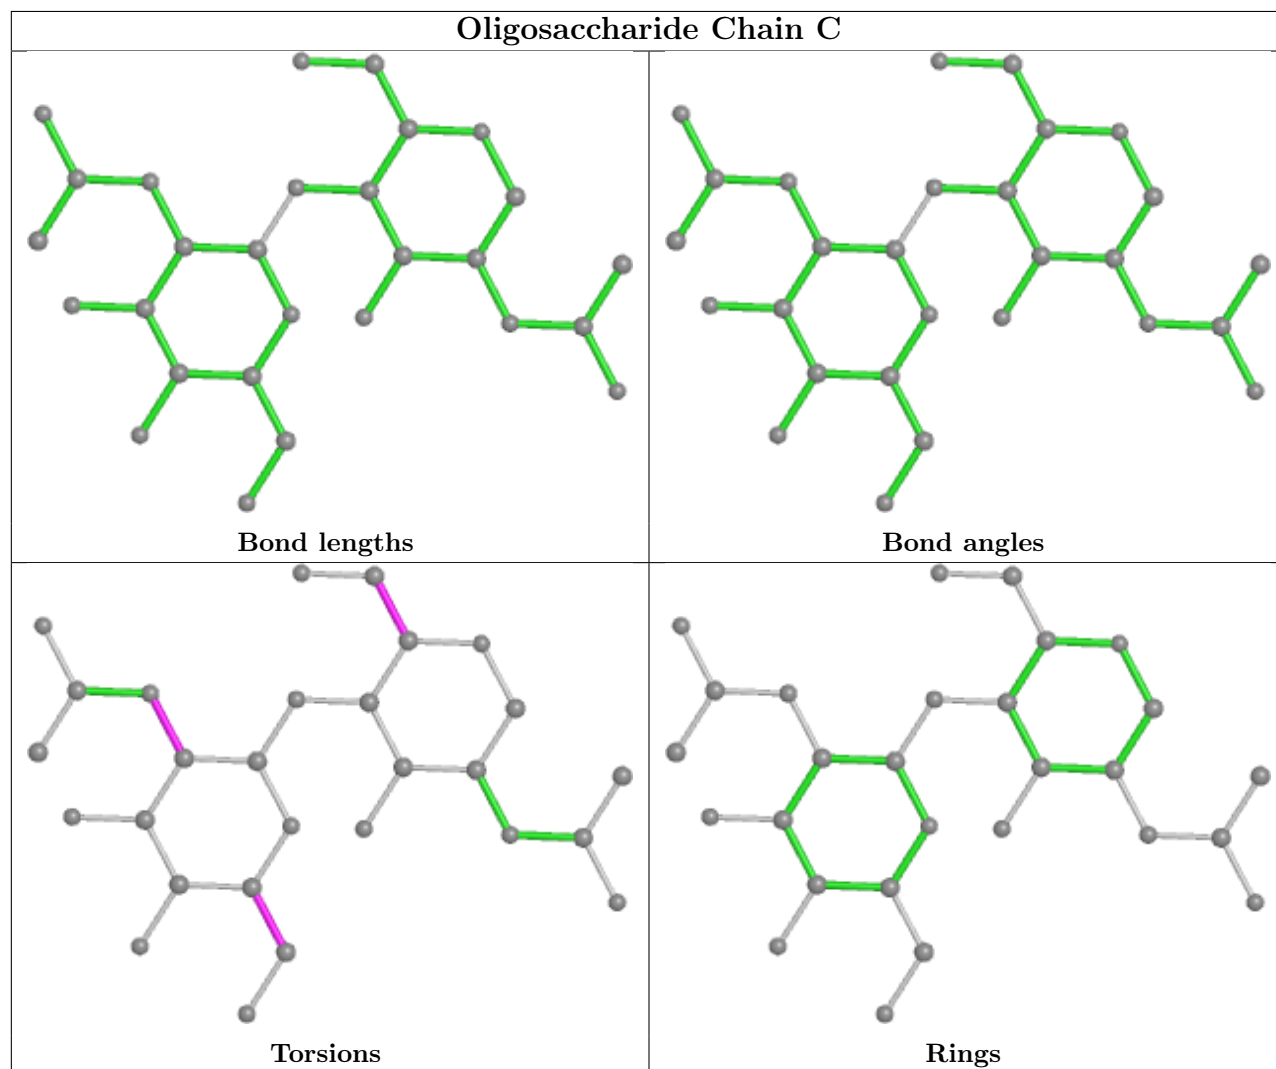 Oligosaccharide Chain C
Bond lengths
Bond angles
Torsions
Rings